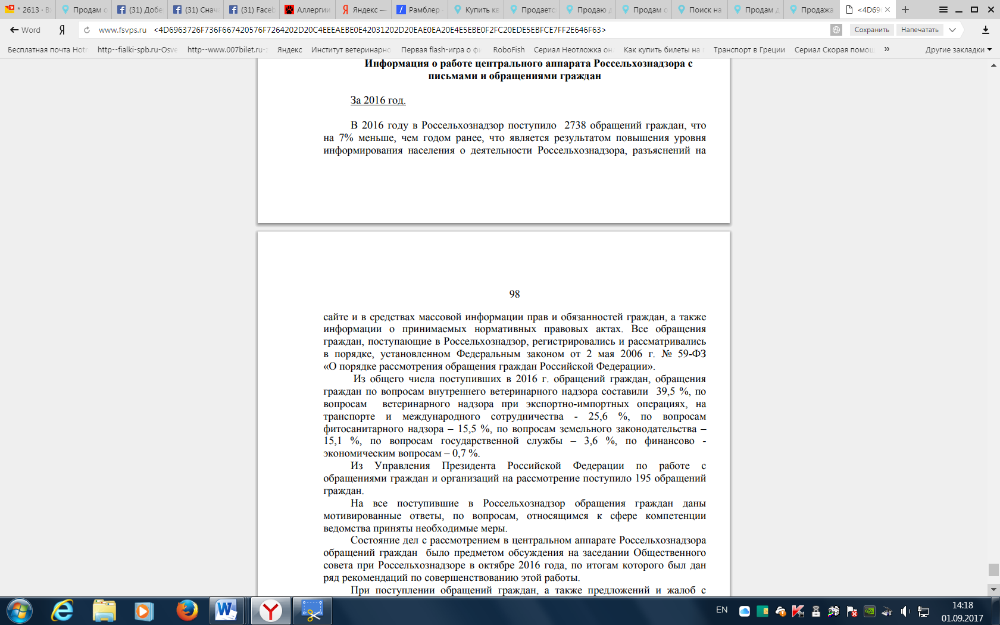 * 2613 · В
Продам с
(31) Добе
(31) Снач
(31) Faceb
Аллергии
Яндекс —
Рамблер
Купить кв
Продаетс
Продаю д
Продам о
Поиск на
Продам д
Продажа
<4D69
Word
www.fsvps.ru <4D6963726F736F667420576F7264202D20C4EEEAEBE0E42031202D20EAE0EA20E4E5EBE0F2FC20EDE5EBFCE7FF2E646F63>
Сохранить
Напечатать
Бесплатная почта Hotr
http--fialki-spb.ru-Osve
http--www.007bilet.ru-
Яндекс
Институт ветеринарно
Первая flash-игра о ф
RoboFish
Сериал Неотложка он
Как купить билеты на
Транспорт в Греции
Сериал Скорая помощ
»
Другие закладки
Информация о работе центрального аппарата Россельхознадзора с
письмами и обращениями граждан
За 2016 год.
В 2016 году в Россельхознадзор поступило 2738 обращений граждан, что
на 7% меньше, чем годом ранее, что является результатом повышения уровня
информирования населения о деятельности Россельхознадзора, разъяснений на
98
сайте и в средствах массовой информации прав и обязанностей граждан, а также
информации о принимаемых нормативных правовых актах. Все обращения
граждан, поступающие в Россельхознадзор, регистрировались и рассматривались
в порядке, установленном Федеральным законом от 2 мая 2006 г. № 59-ФЗ
«О порядке рассмотрения обращения граждан Российской Федерации».
Из общего числа поступивших в 2016 г. обращений граждан, обращения
граждан по вопросам внутреннего ветеринарного надзора составили 39,5 %, по
вопросам ветеринарного надзора при экспортно-импортных операциях, на
транспорте и международного сотрудничества - 25,6 %, по вопросам
фитосанитарного надзора – 15,5 %, по вопросам земельного законодательства –
15,1 %, по вопросам государственной службы – 3,6 %, по финансово -
экономическим вопросам – 0,7 %.
Из Управления Президента Российской Федерации по работе с
обращениями граждан и организаций на рассмотрение поступило 195 обращений
граждан.
На все поступившие в Россельхознадзор обращения граждан даны
мотивированные ответы, по вопросам, относящимся к сфере компетенции
ведомства приняты необходимые меры.
Состояние дел с рассмотрением в центральном аппарате Россельхознадзора
обращений граждан было предметом обсуждения на заседании Общественного
совета при Россельхознадзоре в октябре 2016 года, по итогам которого был дан
ряд рекомендаций по совершенствованию этой работы.
При поступлении обращений граждан, а также предложений и жалоб с
EN
14:18
01.09.2017